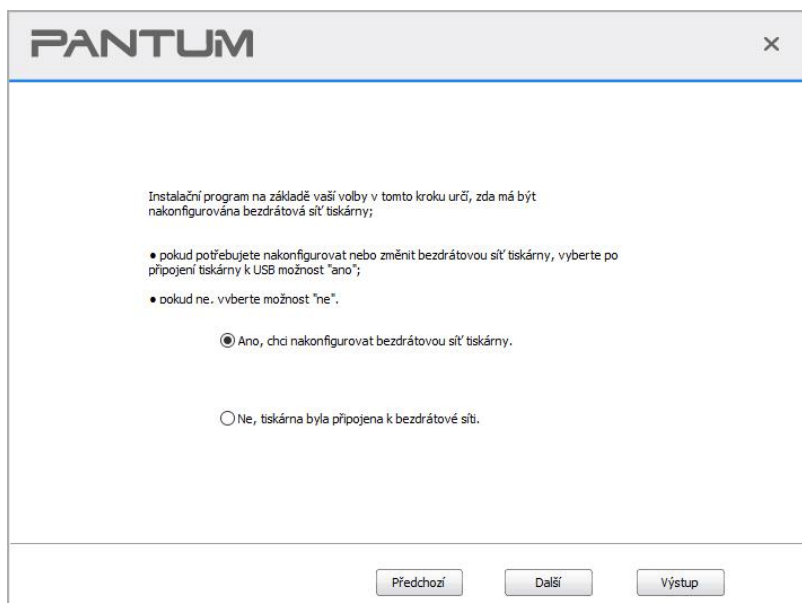 PANTUM
Instalační program na základě vaší volby v tomto kroku určí, zda má být
nakonfigurována bezdrátová síť tiskárny;
● pokud potřebujete nakonfigurovat nebo změnit bezdrátovou síť tiskárny, vyberte po
připojení tiskárny k USB možnost "ano";
● pokud ne, vyberte možnost "ne".
Ano, chci nakonfigurovat bezdrátovou síť tiskárny.
Ne, tiskárna byla připojena k bezdrátové síti.
Předchozí Další Výstup